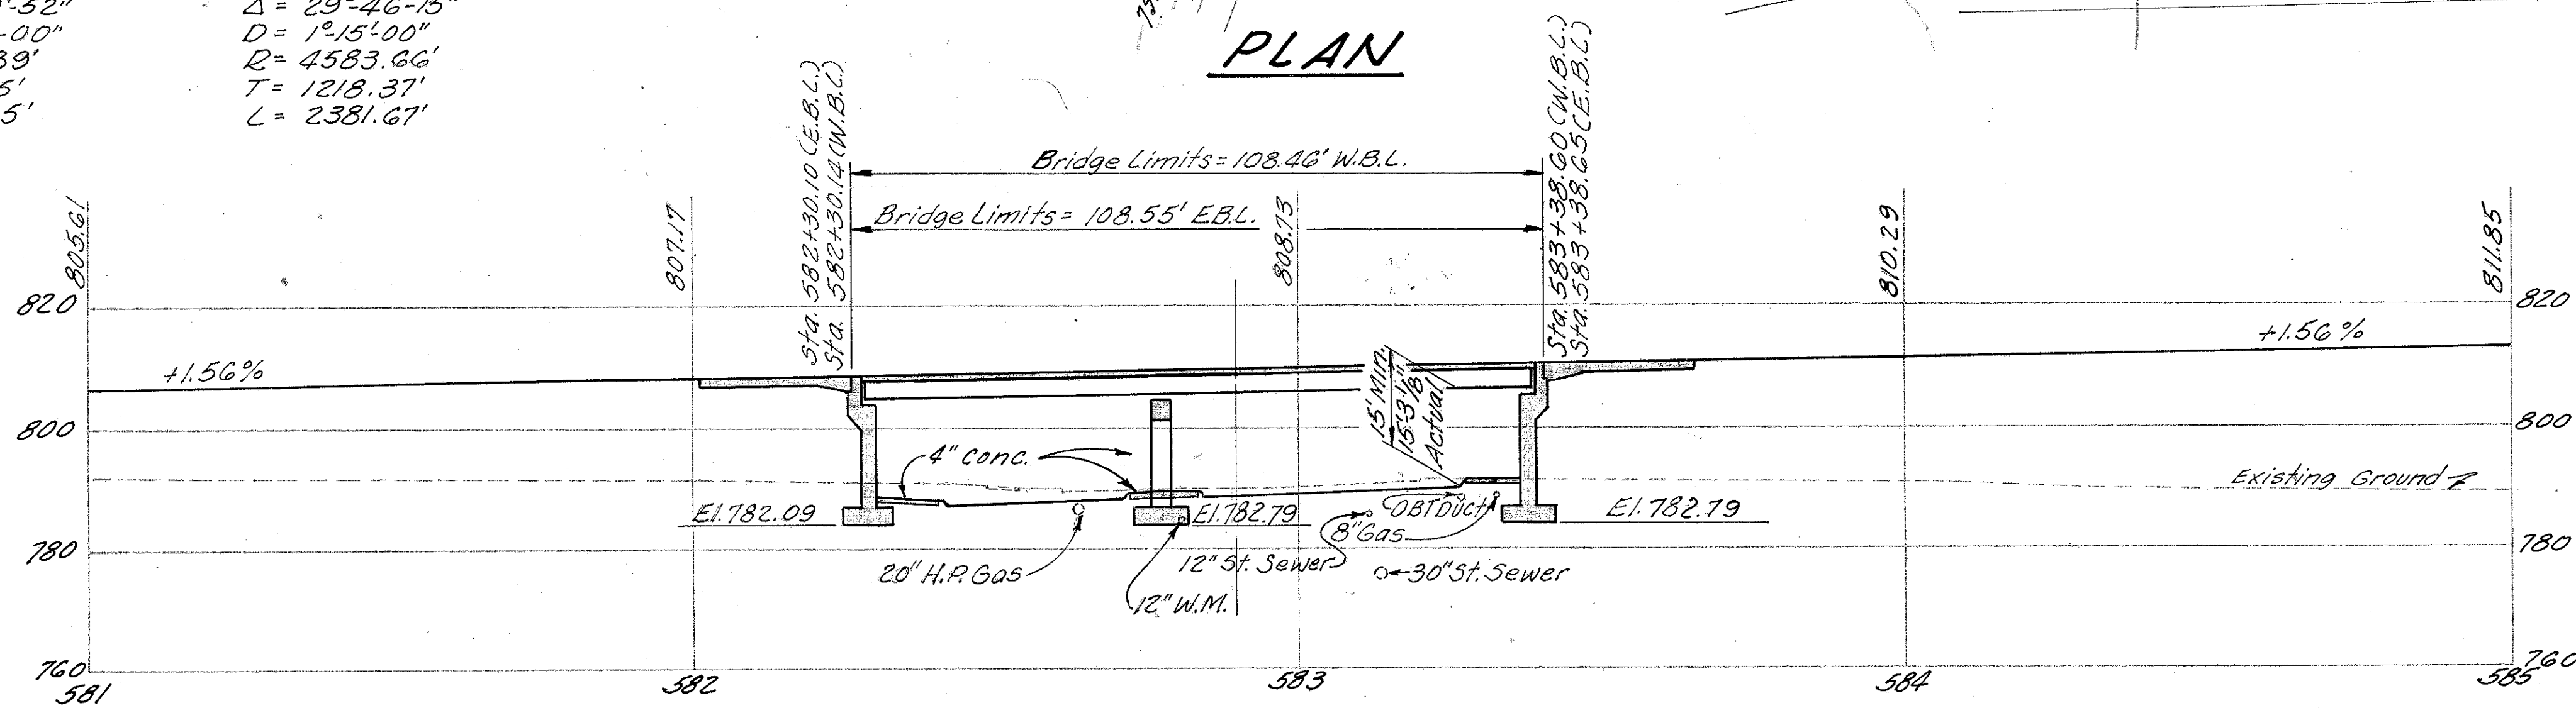 Δ = 29°-46'-15"
-00" D = 1°-15'-00"
39' R = 4583.66'
5' T = 1218.37'
5' L = 2381.67'
PLAN
Sta. 582+30.10 (E.B.L.)
Sta. 582+30.14 (W.B.L.)
Sta. 583+38.60 (W.B.L.)
Sta. 583+38.65 (E.B.L.)
Bridge Limits = 108.46' W.B.L.
Bridge Limits = 108.55' E.B.L.
805.61 807.17 808.73 810.29 811.85
820 820
+1.56% +1.56%
15' Min.
15'3⅛"
Actual
800 800
4" Conc.
Existing Ground
El. 782.09 El. 782.79 OBT Duct El. 782.79
8" Gas
780 780
20" H.P. Gas 12" St. Sewer 30" St. Sewer
12" W.M.
760 760
581 582 583 584 585